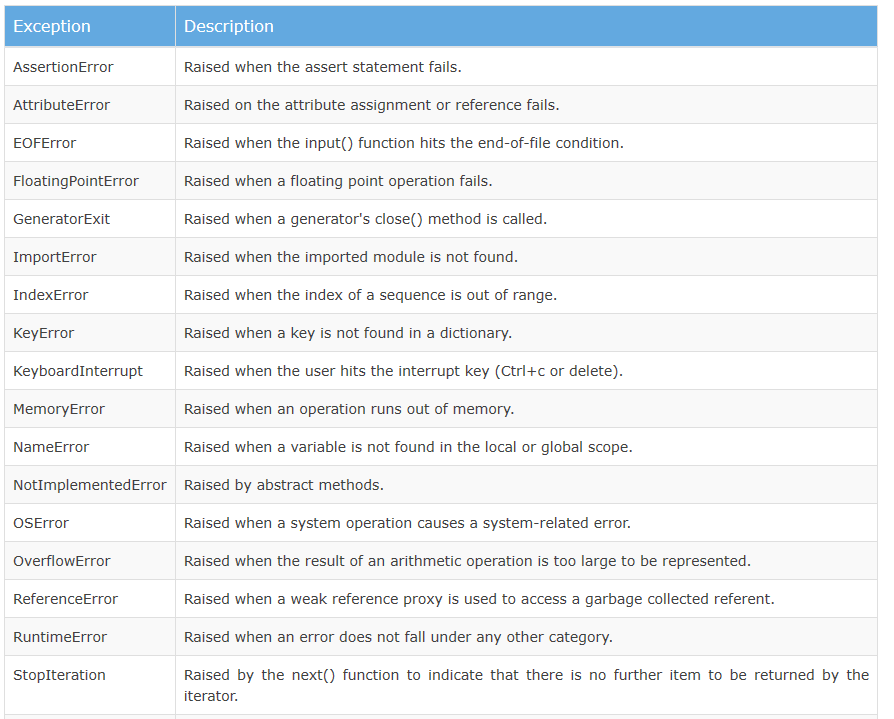 Exception Description
AssertionError Raised when the assert statement fails.
AttributeError Raised on the attribute assignment or reference fails.
EOFError Raised when the input() function hits the end-of-file condition.
FloatingPointError Raised when a floating point operation fails.
GeneratorExit Raised when a generator's close() method is called.
ImportError Raised when the imported module is not found.
IndexError Raised when the index of a sequence is out of range.
KeyError Raised when a key is not found in a dictionary.
KeyboardInterrupt Raised when the user hits the interrupt key (Ctrl+c or delete).
MemoryError Raised when an operation runs out of memory.
NameError Raised when a variable is not found in the local or global scope.
NotImplementedError Raised by abstract methods.
OSError Raised when a system operation causes a system-related error.
OverflowError Raised when the result of an arithmetic operation is too large to be represented.
ReferenceError Raised when a weak reference proxy is used to access a garbage collected referent.
RuntimeError Raised when an error does not fall under any other category.
StopIteration Raised by the next() function to indicate that there is no further item to be returned by the
iterator.